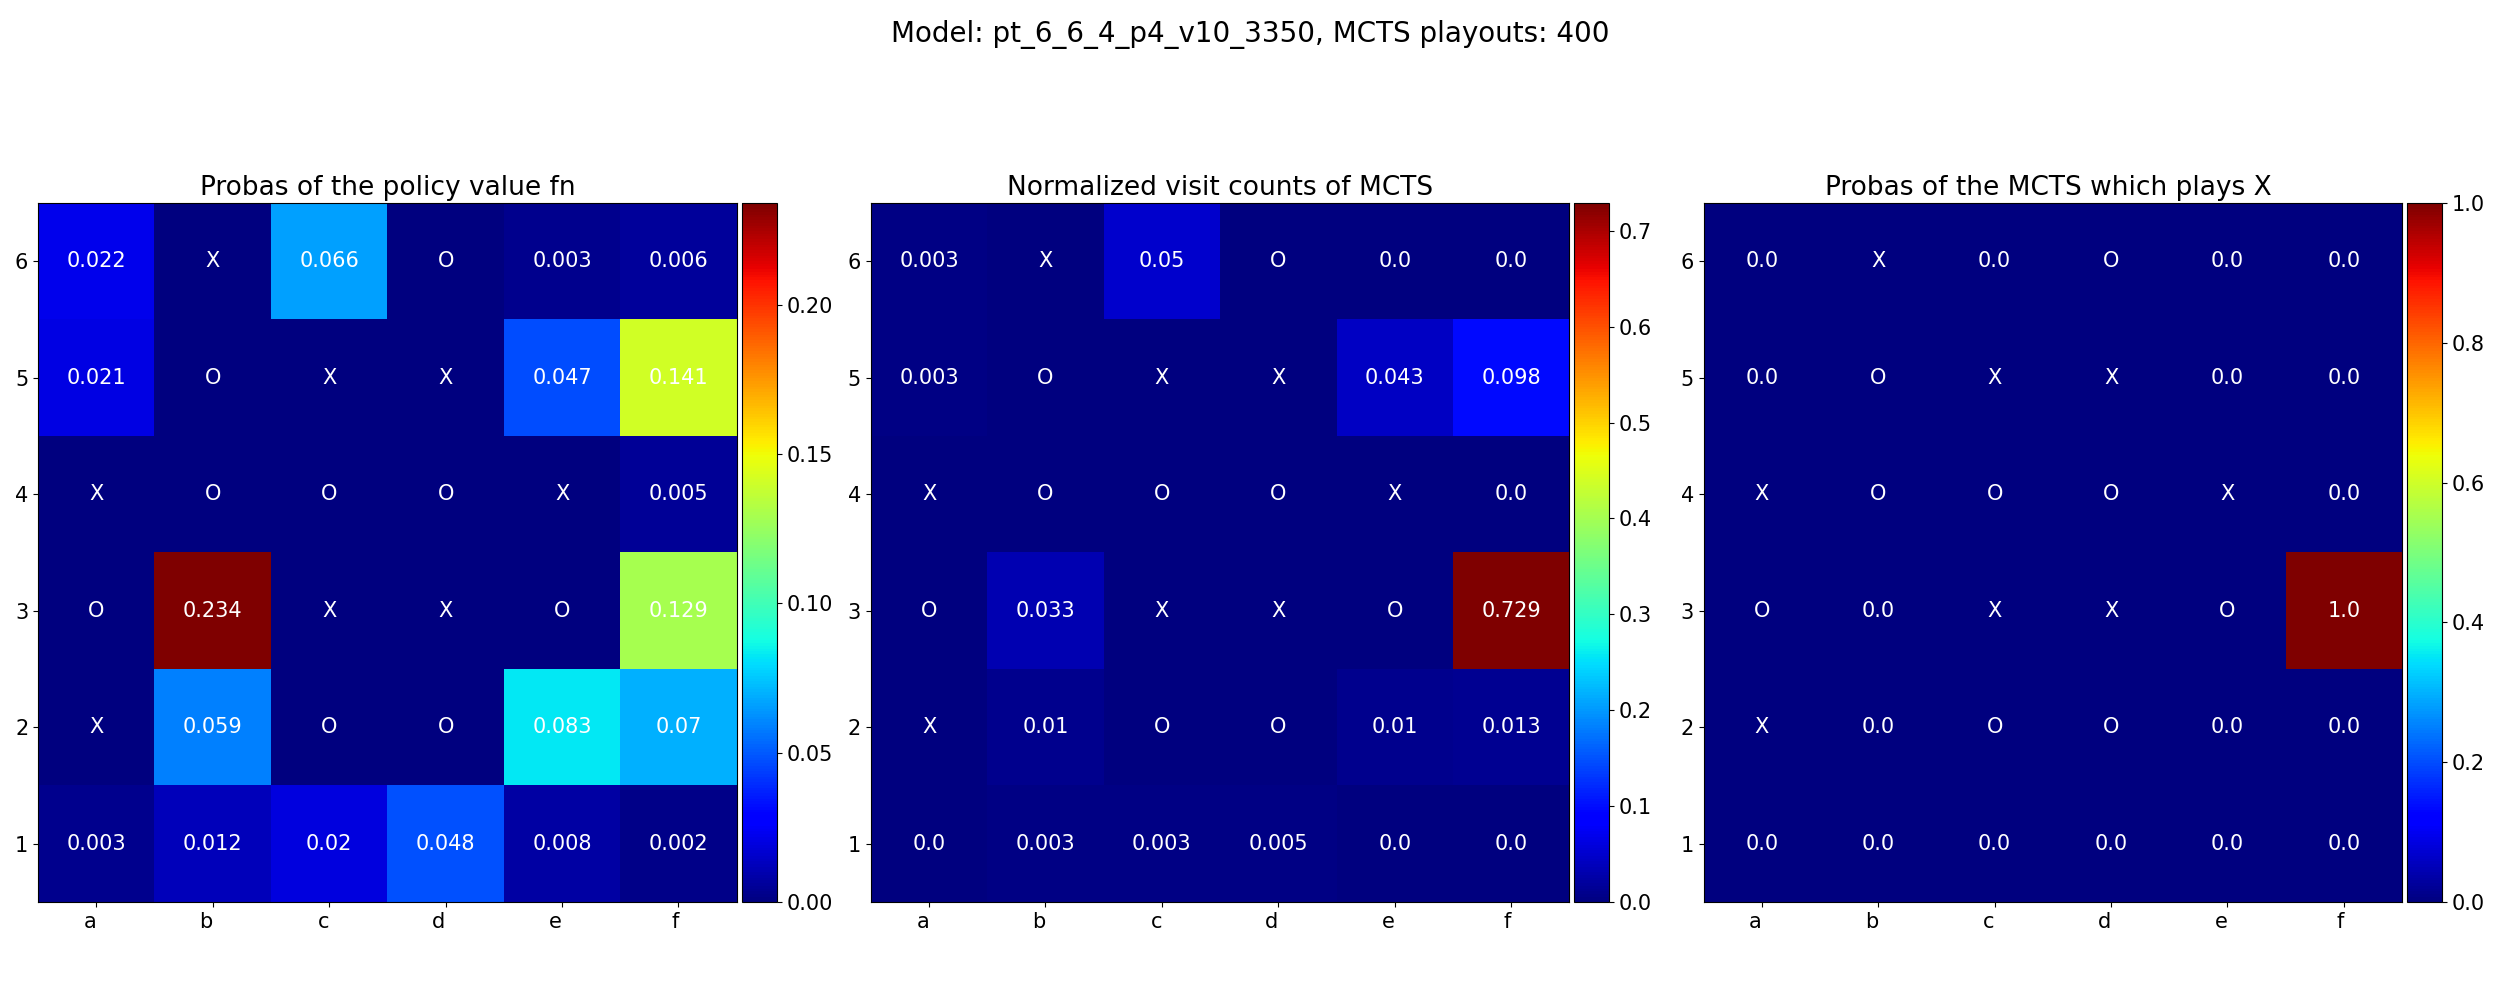 Model: pt_6_6_4_p4_v10_3350, MCTS playouts: 400
Probas of the policy value fn
6 0.022 X 0.066 O 0.003 0.006
5 0.021 O X X 0.047 0.141
4 X O O O X 0.005
3 O 0.234 X X O 0.129
2 X 0.059 O O 0.083 0.07
1 0.003 0.012 0.02 0.048 0.008 0.002
a b c d e f
0.20
0.15
0.10
0.05
0.00
Normalized visit counts of MCTS
6 0.003 X 0.05 O 0.0 0.0
5 0.003 O X X 0.043 0.098
4 X O O O X 0.0
3 O 0.033 X X O 0.729
2 X 0.01 O O 0.01 0.013
1 0.0 0.003 0.003 0.005 0.0 0.0
a b c d e f
0.7
0.6
0.5
0.4
0.3
0.2
0.1
0.0
Probas of the MCTS which plays X
6 0.0 X 0.0 O 0.0 0.0
5 0.0 O X X 0.0 0.0
4 X O O O X 0.0
3 O 0.0 X X O 1.0
2 X 0.0 O O 0.0 0.0
1 0.0 0.0 0.0 0.0 0.0 0.0
a b c d e f
1.0
0.8
0.6
0.4
0.2
0.0